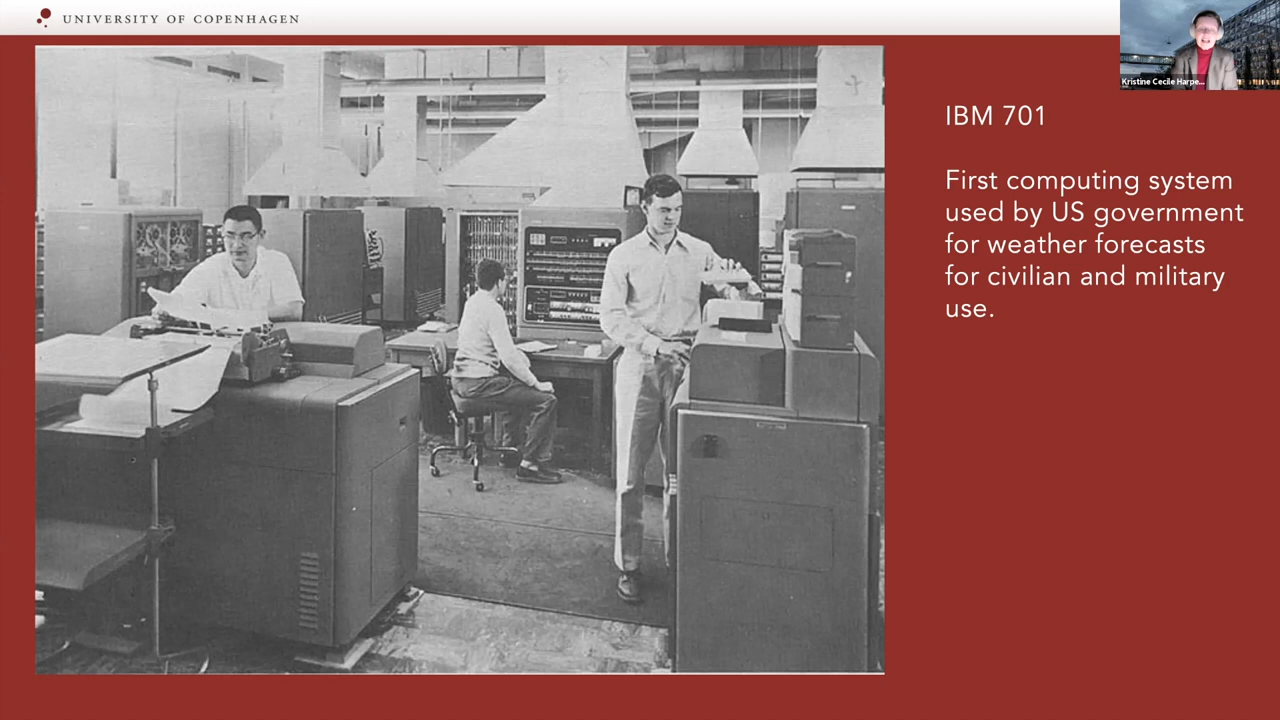 UNIVERSITY OF COPENHAGEN
Kristine Cecile Harpe...
IBM 701
First computing system
used by US government
for weather forecasts
for civilian and military
use.